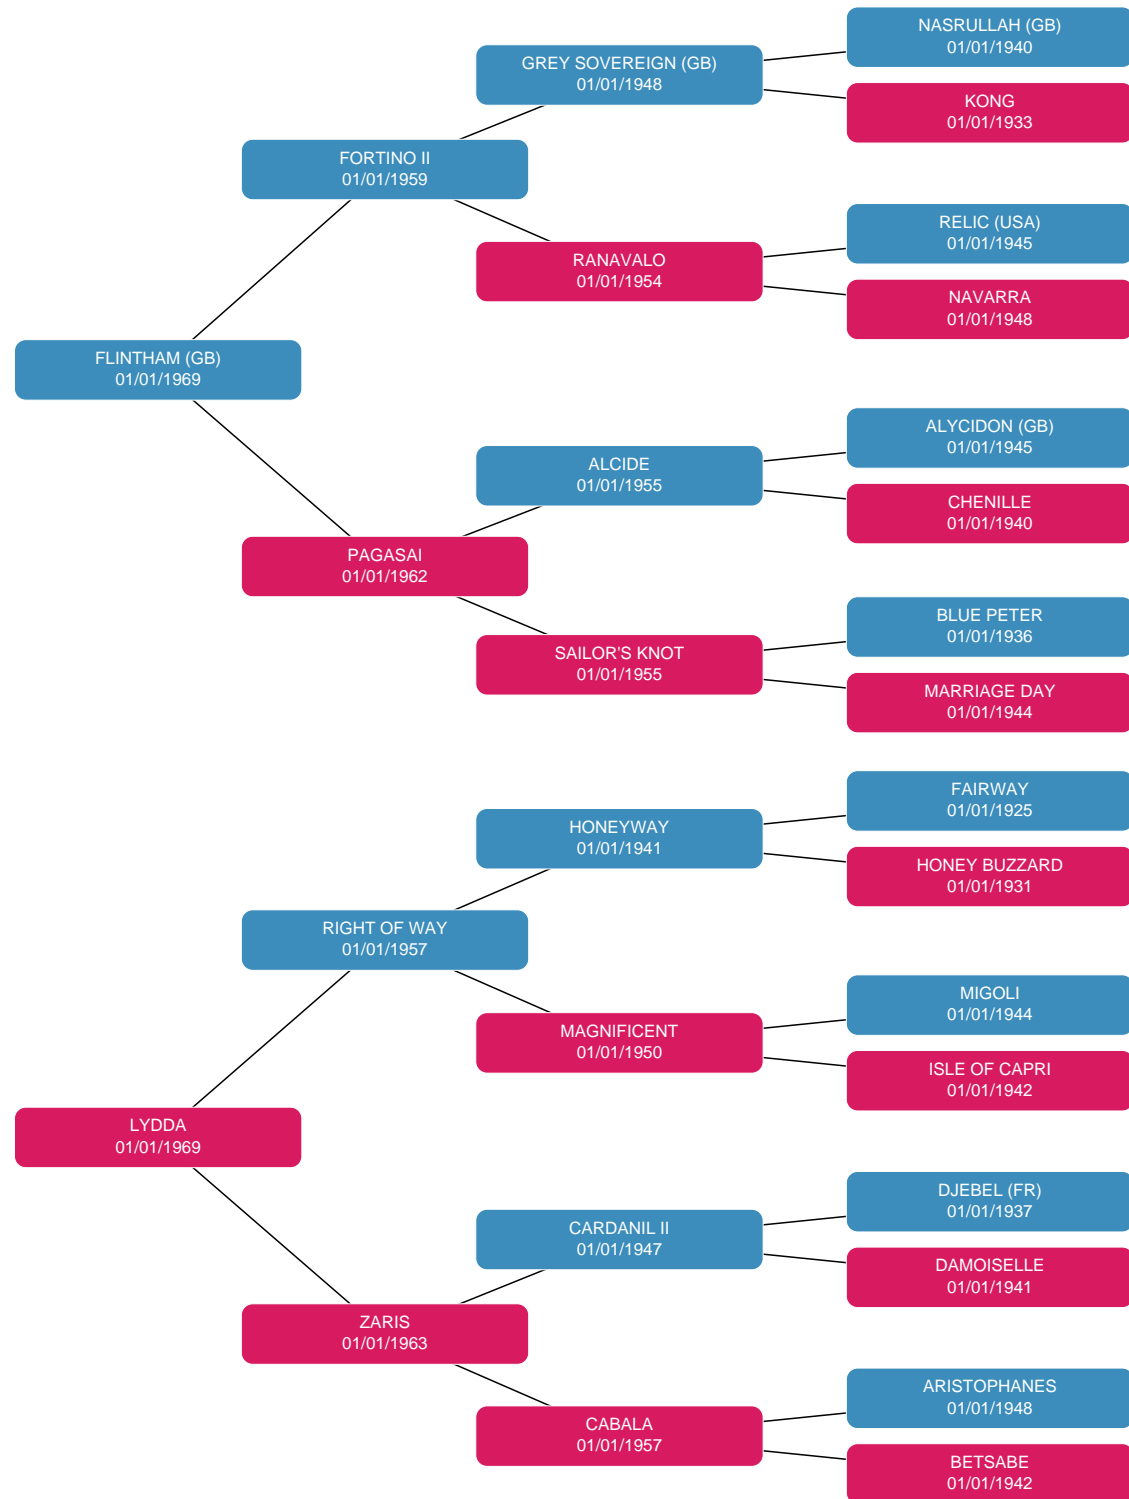 NASRULLAH (GB)
01/01/1940
GREY SOVEREIGN (GB)
01/01/1948
KONG
01/01/1933
FORTINO II
01/01/1959
RELIC (USA)
01/01/1945
RANAVALO
01/01/1954
NAVARRA
01/01/1948
FLINTHAM (GB)
01/01/1969
ALYCIDON (GB)
01/01/1945
ALCIDE
01/01/1955
CHENILLE
01/01/1940
PAGASAI
01/01/1962
BLUE PETER
01/01/1936
SAILOR'S KNOT
01/01/1955
MARRIAGE DAY
01/01/1944
FAIRWAY
01/01/1925
HONEYWAY
01/01/1941
HONEY BUZZARD
01/01/1931
RIGHT OF WAY
01/01/1957
MIGOLI
01/01/1944
MAGNIFICENT
01/01/1950
ISLE OF CAPRI
01/01/1942
LYDDA
01/01/1969
DJEBEL (FR)
01/01/1937
CARDANIL II
01/01/1947
DAMOISELLE
01/01/1941
ZARIS
01/01/1963
ARISTOPHANES
01/01/1948
CABALA
01/01/1957
BETSABE
01/01/1942